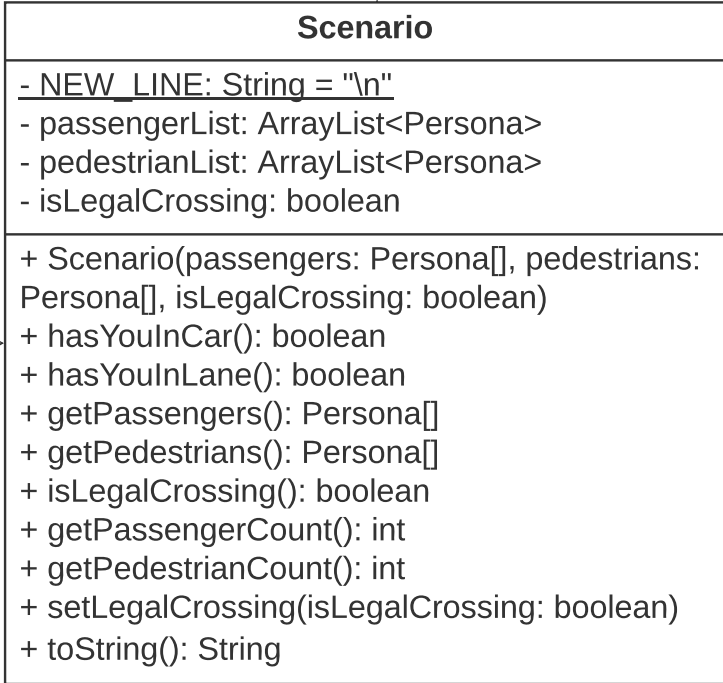 Scenario
- NEW_LINE: String = "\n"
- passengerList: ArrayList<Persona>
- pedestrianList: ArrayList<Persona>
- isLegalCrossing: boolean
+ Scenario(passengers: Persona[], pedestrians:
Persona[], isLegalCrossing: boolean)
+ hasYouInCar(): boolean
+ hasYouInLane(): boolean
+ getPassengers(): Persona[]
+ getPedestrians(): Persona[]
+ isLegalCrossing(): boolean
+ getPassengerCount(): int
+ getPedestrianCount(): int
+ setLegalCrossing(isLegalCrossing: boolean)
+ toString(): String